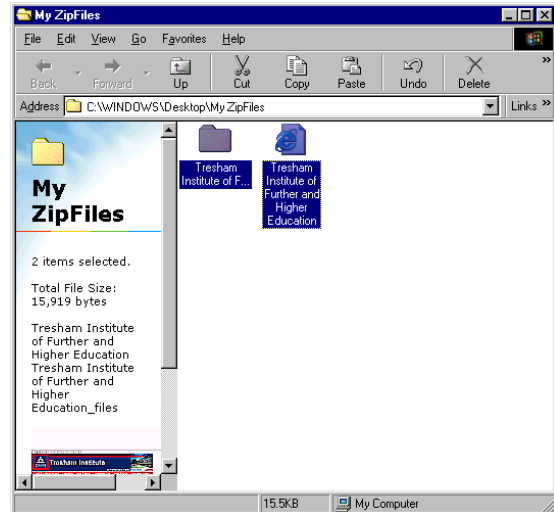 My ZipFiles
File Edit View Go Favorites Help
Back Forward Up Cut Copy Paste Undo Delete »
Address C:\WINDOWS\Desktop\My ZipFiles Links »
My
ZipFiles
2 items selected.
Total File Size:
15,919 bytes
Tresham Institute
of Further and
Higher Education
Tresham Institute
of Further and
Higher
Education_files
Tresham Institute
Tresham
Institute of F...
Tresham
Institute of
Further and
Higher
Education
15.5KB My Computer